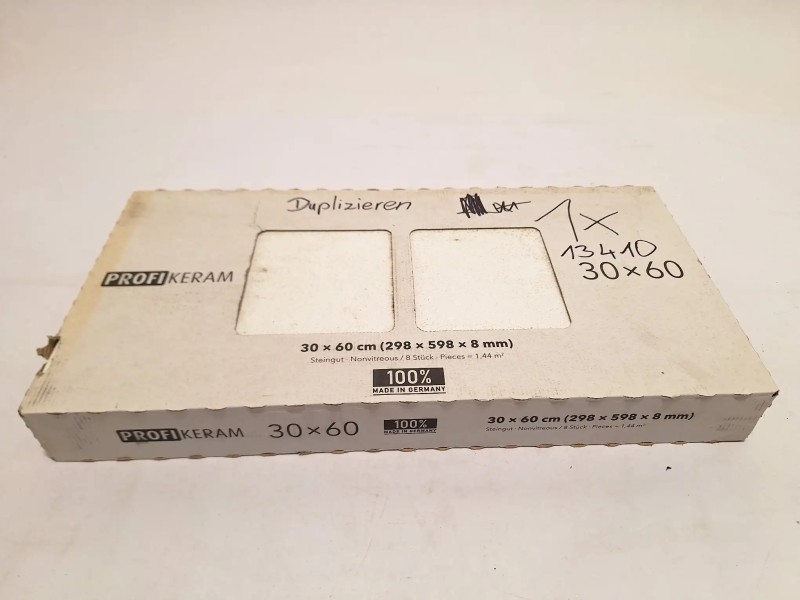 Duplizieren
1x
13410
30x60
PROFIKERAM
30 × 60 cm (298 × 598 × 8 mm)
Steingut · Nonvitreous / 8 Stück · Pieces = 1,44 m²
100%
MADE IN GERMANY
PROFIKERAM 30×60
100%
MADE IN GERMANY
30 × 60 cm (298 × 598 × 8 mm)
Steingut · Nonvitreous / 8 Stück · Pieces = 1,44 m²